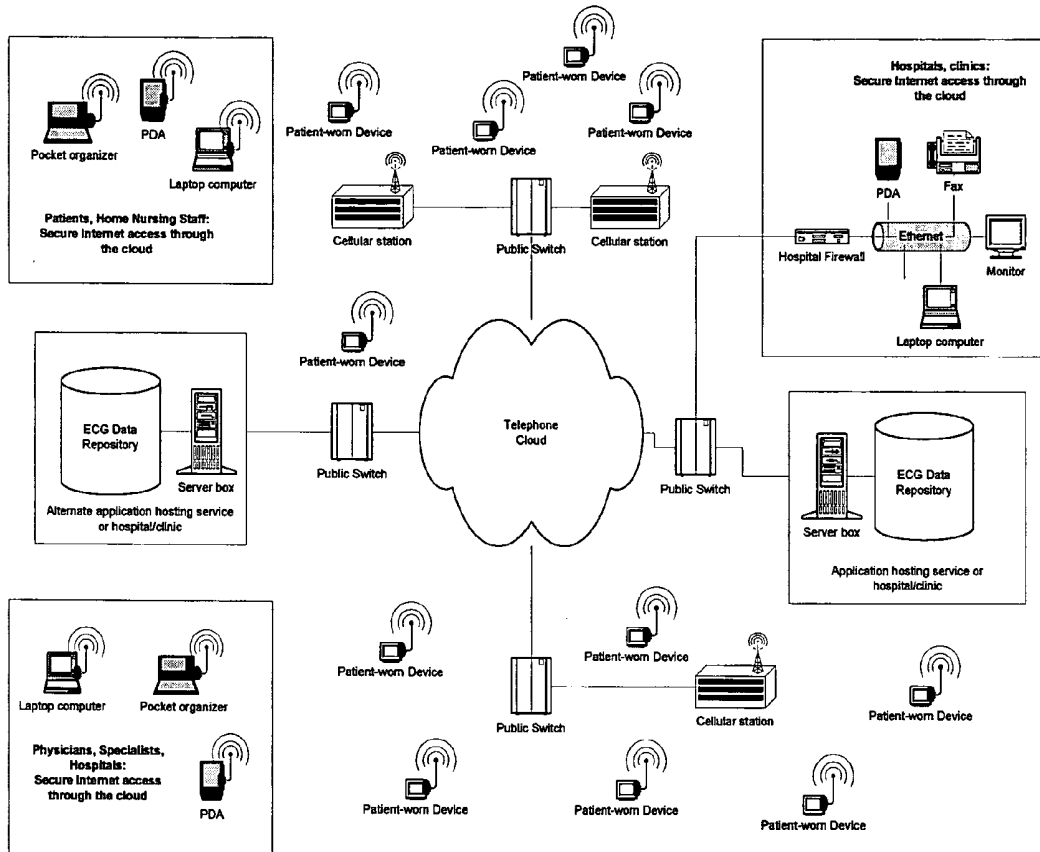 Pocket organizer
PDA
Laptop computer
Patients, Home Nursing Staff:
Secure Internet access through
the cloud
Patient-worn Device
Patient-worn Device
Patient-worn Device
Patient-worn Device
Cellular station
Public Switch
Cellular station
Hospitals, clinics:
Secure Internet access through
the cloud
PDA
Fax
Ethernet
Hospital Firewall
Monitor
Laptop computer
Patient-worn Device
ECG Data
Repository
Server box
Alternate application hosting service
or hospital/clinic
Public Switch
Telephone
Cloud
Public Switch
Server box
ECG Data
Repository
Application hosting service or
hospital/clinic
Laptop computer
Pocket organizer
Physicians, Specialists,
Hospitals:
Secure Internet access
through the cloud
PDA
Patient-worn Device
Patient-worn Device
Public Switch
Cellular station
Patient-worn Device
Patient-worn Device
Patient-worn Device
Patient-worn Device